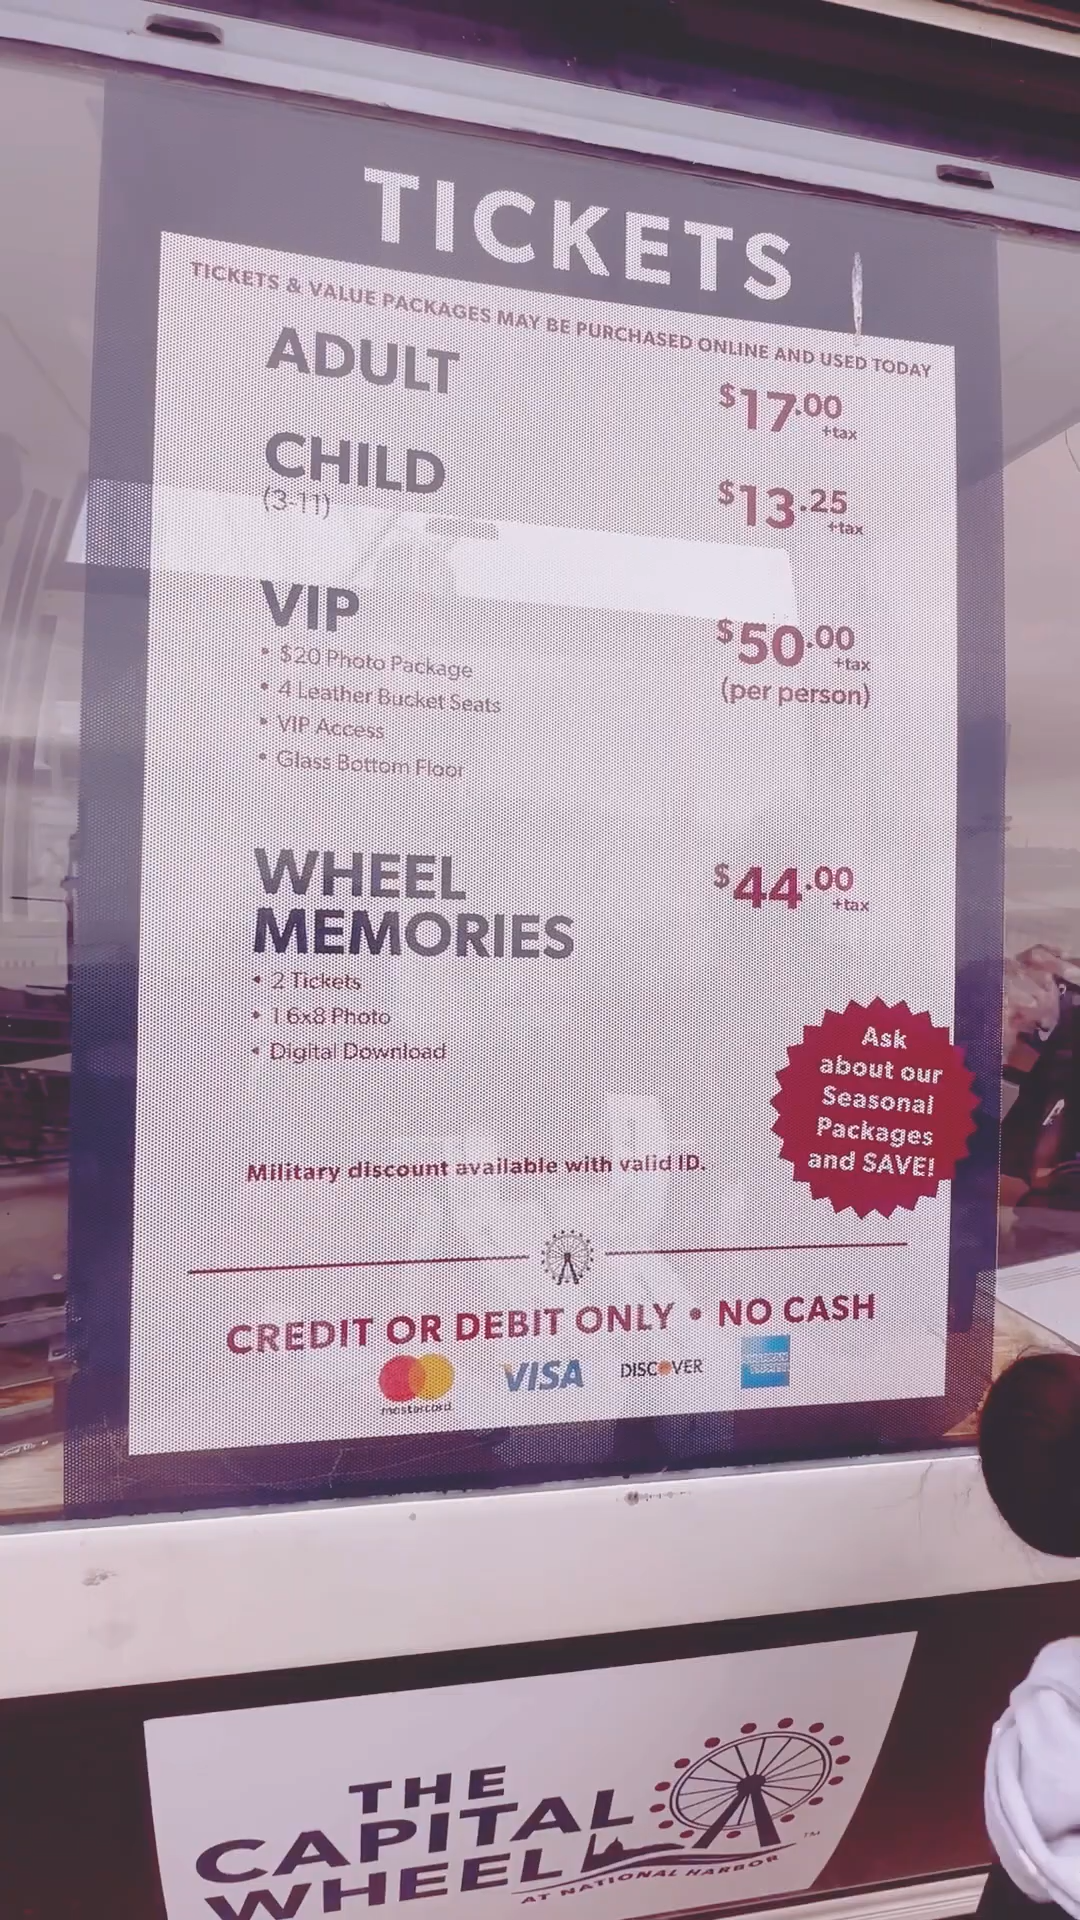 TICKETS
TICKETS & VALUE PACKAGES MAY BE PURCHASED ONLINE AND USED TODAY
ADULT $17.00 +tax
CHILD $13.25 +tax
(3-11)
VIP $50.00 +tax
(per person)
• $20 Photo Package
• 4 Leather Bucket Seats
• VIP Access
• Glass Bottom Floor
WHEEL $44.00 +tax
MEMORIES
• 2 Tickets
• 1 6x8 Photo
• Digital Download
Ask
about our
Seasonal
Packages
and SAVE!
Military discount available with valid ID.
CREDIT OR DEBIT ONLY • NO CASH
mastercard VISA DISCOVER AMERICAN EXPRESS
THE
CAPITAL
WHEEL
AT NATIONAL HARBOR ™